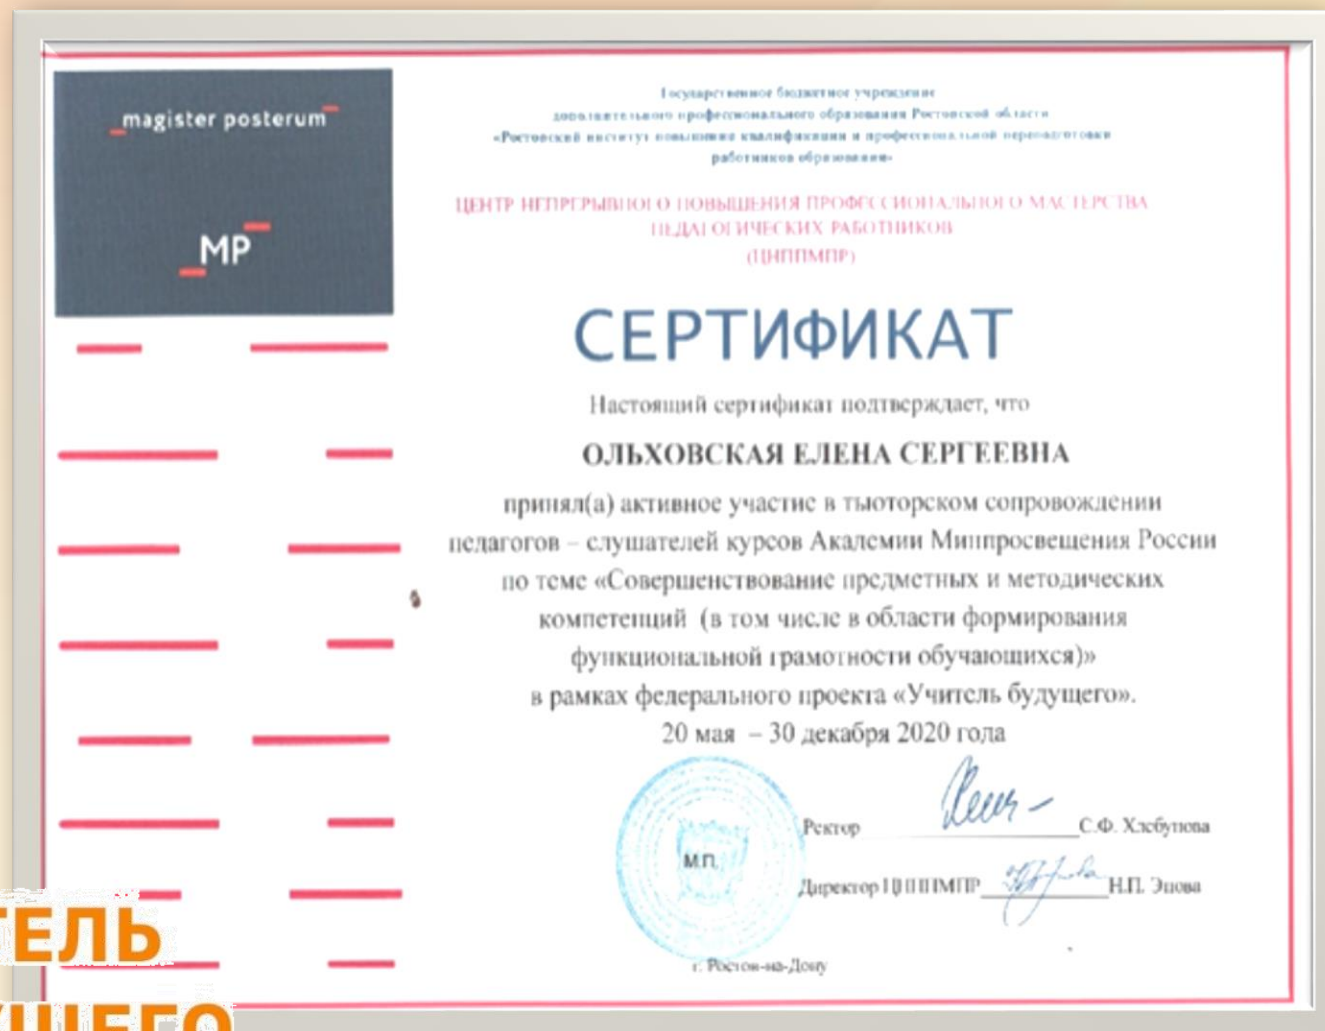 _magister posterum¯
_MP¯
Государственное бюджетное учреждение
дополнительного профессионального образования Ростовской области
«Ростовский институт повышения квалификации и профессиональной переподготовки
работников образования»
ЦЕНТР НЕПРЕРЫВНОГО ПОВЫШЕНИЯ ПРОФЕССИОНАЛЬНОГО МАСТЕРСТВА
ПЕДАГОГИЧЕСКИХ РАБОТНИКОВ
(ЦНППМПР)
СЕРТИФИКАТ
Настоящий сертификат подтверждает, что
ОЛЬХОВСКАЯ ЕЛЕНА СЕРГЕЕВНА
принял(а) активное участие в тьюторском сопровождении
педагогов – слушателей курсов Академии Минпросвещения России
по теме «Совершенствование предметных и методических
компетенций (в том числе в области формирования
функциональной грамотности обучающихся)»
в рамках федерального проекта «Учитель будущего».
20 мая – 30 декабря 2020 года
Ректор С.Ф. Хлебунова
М.П.
Директор ЦНППМПР Н.П. Эпова
г. Ростов-на-Дону
ТЕЛЬ
УЩЕГО